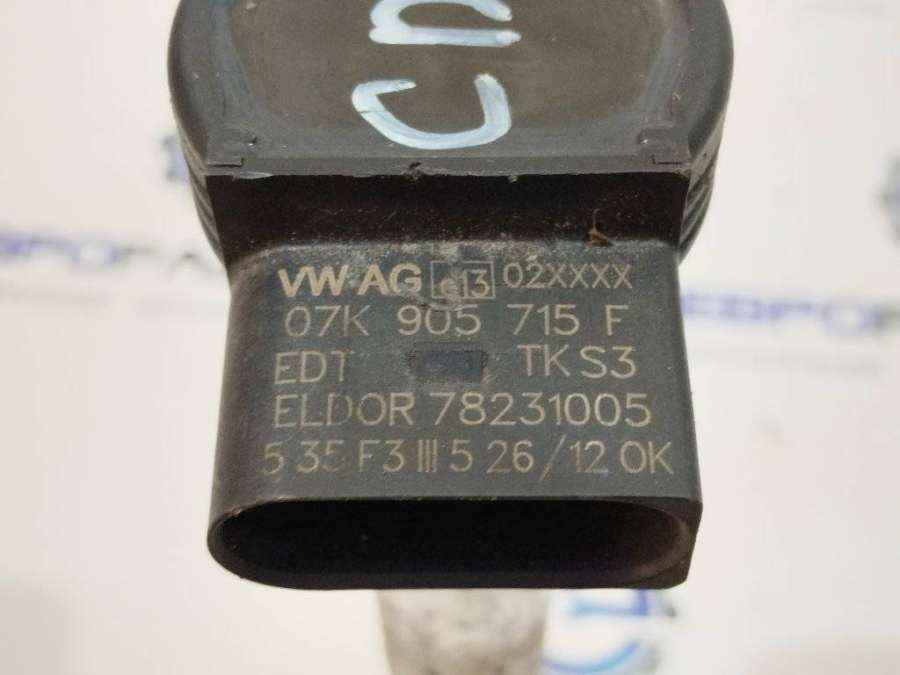 VW AG e13 02XXXX
07K 905 715 F
EDT TK S3
ELDOR 78231005
5 35 F3 III 5 26/12 OK